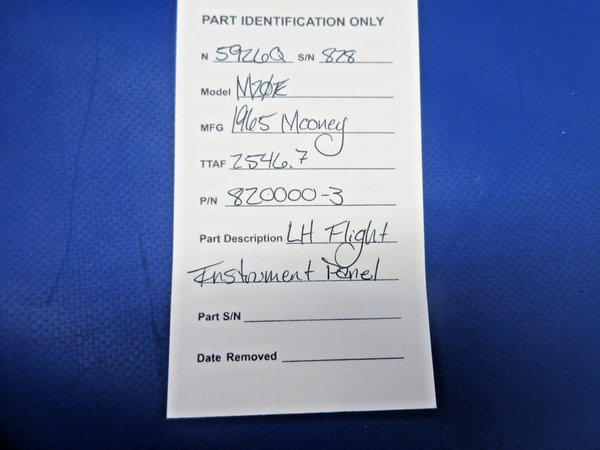 PART IDENTIFICATION ONLY
N 5926Q S/N 828
Model M20E
MFG 1965 Mooney
TTAF 2546.7
P/N 820000-3
Part Description LH Flight
Instrument Panel
Part S/N
Date Removed